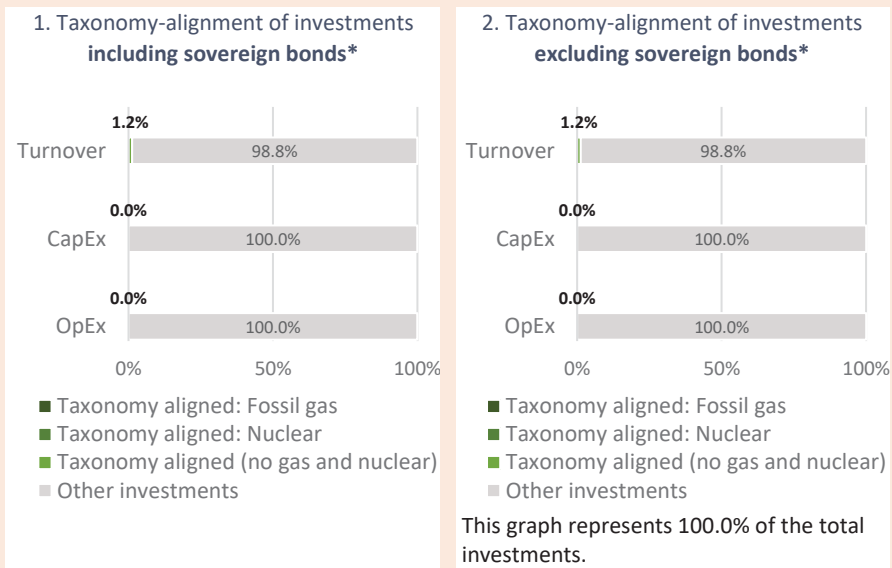 1. Taxonomy-alignment of investments
including sovereign bonds*
1.2%
Turnover
98.8%
0.0%
CapEx
100.0%
0.0%
OpEx
100.0%
0%
50%
100%
Taxonomy aligned: Fossil gas
Taxonomy aligned: Nuclear
Taxonomy aligned (no gas and nuclear)
Other investments
2. Taxonomy-alignment of investments
excluding sovereign bonds*
1.2%
Turnover
98.8%
0.0%
CapEx
100.0%
0.0%
OpEx
100.0%
0%
50%
100%
Taxonomy aligned: Fossil gas
Taxonomy aligned: Nuclear
Taxonomy aligned (no gas and nuclear)
Other investments
This graph represents 100.0% of the total
investments.